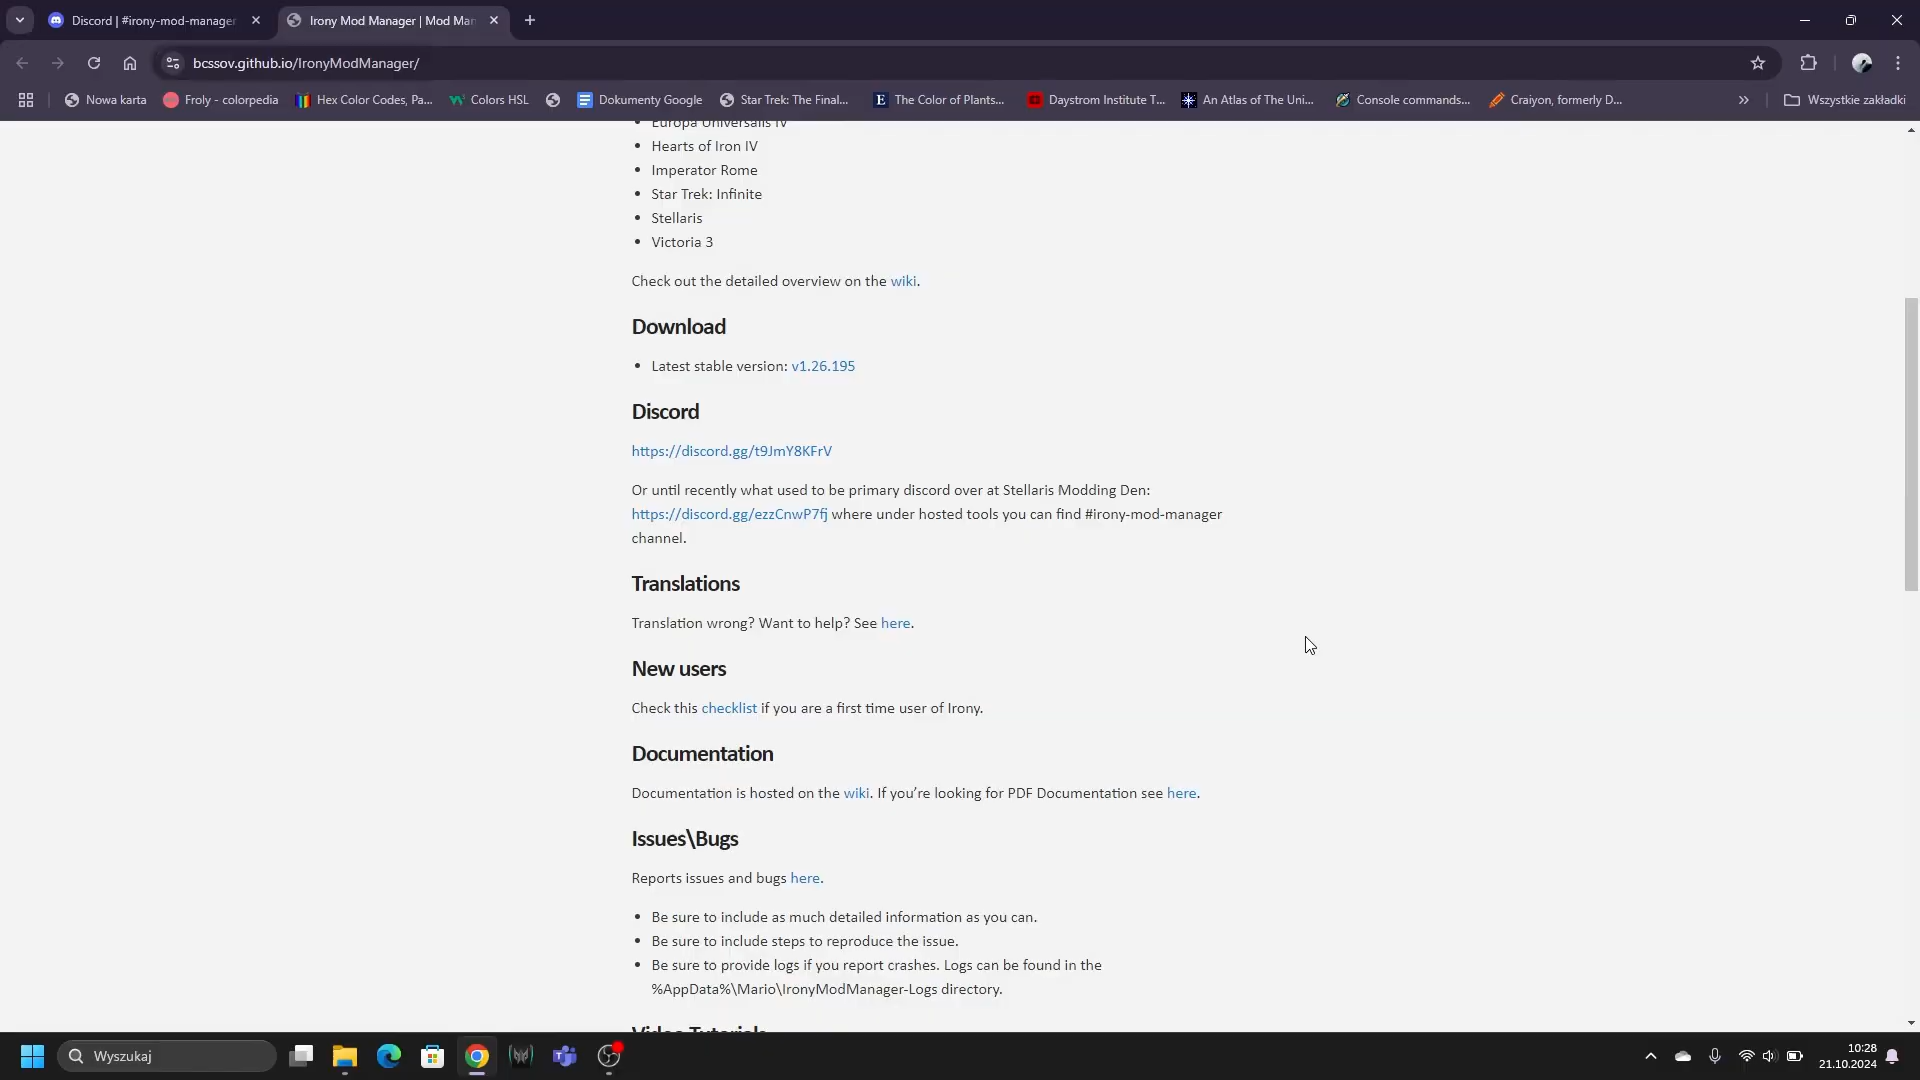 Discord | #irony-mod-manager
Irony Mod Manager | Mod Man
bcssov.github.io/IronyModManager/
Nowa karta
Froly - colorpedia
Hex Color Codes, Pa...
Colors HSL
Dokumenty Google
Star Trek: The Final...
The Color of Plants...
Daystrom Institute T...
An Atlas of The Uni...
Console commands...
Craiyon, formerly D...
Wszystkie zakładki
Europa Universalis IV
Hearts of Iron IV
Imperator Rome
Star Trek: Infinite
Stellaris
Victoria 3
Check out the detailed overview on the wiki.
Download
Latest stable version: v1.26.195
Discord
https://discord.gg/t9JmY8KFrV
Or until recently what used to be primary discord over at Stellaris Modding Den:
https://discord.gg/ezzCnwP7fj where under hosted tools you can find #irony-mod-manager
channel.
Translations
Translation wrong? Want to help? See here.
New users
Check this checklist if you are a first time user of Irony.
Documentation
Documentation is hosted on the wiki. If you’re looking for PDF Documentation see here.
Issues\Bugs
Reports issues and bugs here.
Be sure to include as much detailed information as you can.
Be sure to include steps to reproduce the issue.
Be sure to provide logs if you report crashes. Logs can be found in the
%AppData%\Mario\IronyModManager-Logs directory.
Video Tutorials
Wyszukaj
10:28
21.10.2024